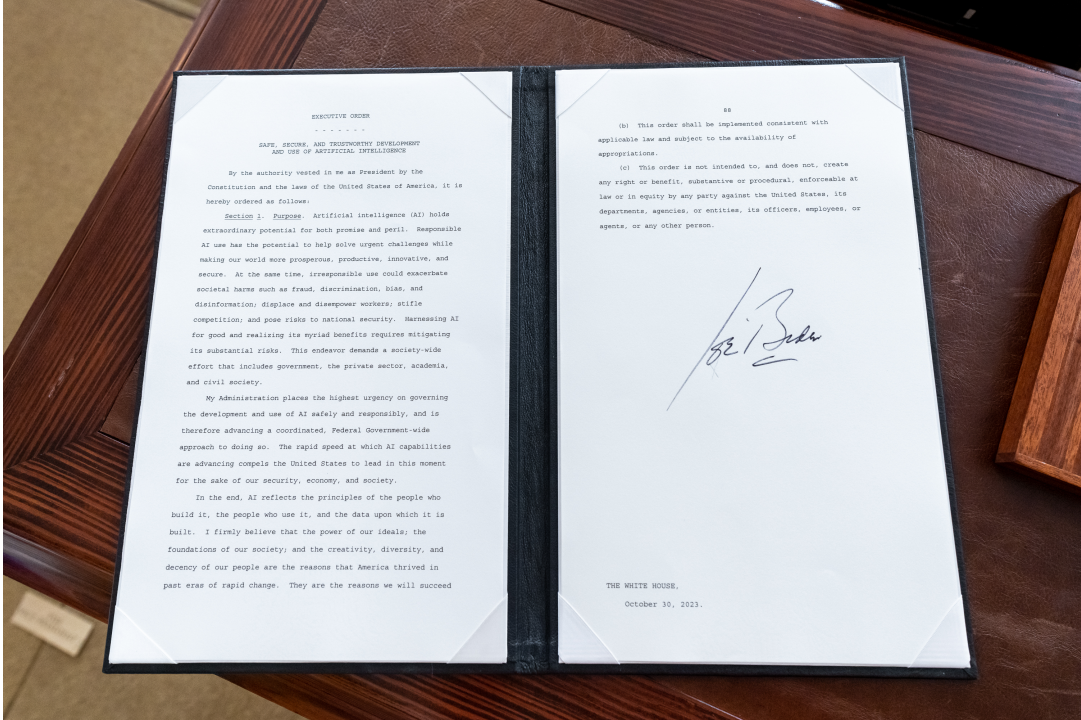 EXECUTIVE ORDER
- - - - - - -
SAFE, SECURE, AND TRUSTWORTHY DEVELOPMENT
AND USE OF ARTIFICIAL INTELLIGENCE
By the authority vested in me as President by the
Constitution and the laws of the United States of America, it is
hereby ordered as follows:
Section 1. Purpose. Artificial intelligence (AI) holds
extraordinary potential for both promise and peril. Responsible
AI use has the potential to help solve urgent challenges while
making our world more prosperous, productive, innovative, and
secure. At the same time, irresponsible use could exacerbate
societal harms such as fraud, discrimination, bias, and
disinformation; displace and disempower workers; stifle
competition; and pose risks to national security. Harnessing AI
for good and realizing its myriad benefits requires mitigating
its substantial risks. This endeavor demands a society-wide
effort that includes government, the private sector, academia,
and civil society.
My Administration places the highest urgency on governing
the development and use of AI safely and responsibly, and is
therefore advancing a coordinated, Federal Government-wide
approach to doing so. The rapid speed at which AI capabilities
are advancing compels the United States to lead in this moment
for the sake of our security, economy, and society.
In the end, AI reflects the principles of the people who
build it, the people who use it, and the data upon which it is
built. I firmly believe that the power of our ideals; the
foundations of our society; and the creativity, diversity, and
decency of our people are the reasons that America thrived in
past eras of rapid change. They are the reasons we will succeed
88
(b) This order shall be implemented consistent with
applicable law and subject to the availability of
appropriations.
(c) This order is not intended to, and does not, create
any right or benefit, substantive or procedural, enforceable at
law or in equity by any party against the United States, its
departments, agencies, or entities, its officers, employees, or
agents, or any other person.
Joe Biden
THE WHITE HOUSE,
October 30, 2023.